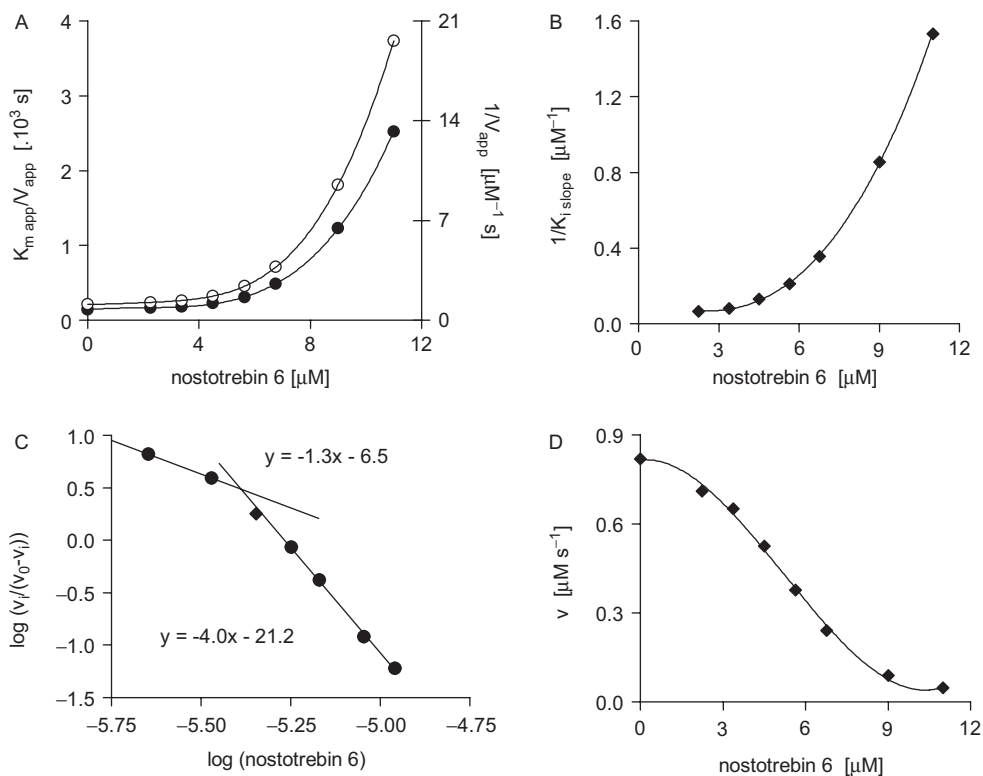 A
K_m app/V_app [.10³ s]
4
3
2
1
0
21
14
7
0
1/V_app [μM⁻¹ s]
0 4 8 12
nostotrebin 6 [μM]
B
1/K_i slope [μM⁻¹]
1.6
1.2
0.8
0.4
0.0
0 3 6 9 12
nostotrebin 6 [μM]
C
log (v_i/(v_0-v_i))
1.0
0.5
0.0
−0.5
−1.0
−1.5
y = -1.3x - 6.5
y = -4.0x - 21.2
−5.75 −5.50 −5.25 −5.00 −4.75
log (nostotrebin 6)
D
v [μM s⁻¹]
0.9
0.6
0.3
0.0
0 3 6 9 12
nostotrebin 6 [μM]